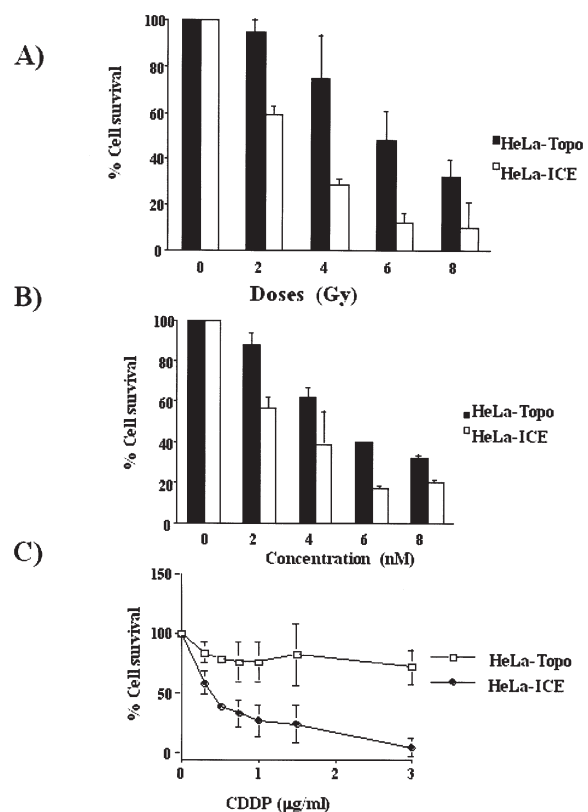 A)
% Cell survival
100
80
60
40
20
0
0 2 4 6 8
Doses (Gy)
HeLa-Topo
HeLa-ICE
B)
% Cell survival
100
80
60
40
20
0
0 2 4 6 8
Concentration (nM)
HeLa-Topo
HeLa-ICE
C)
% Cell survival
150
100
50
0
0 1 2 3
CDDP (µg/ml)
HeLa-Topo
HeLa-ICE